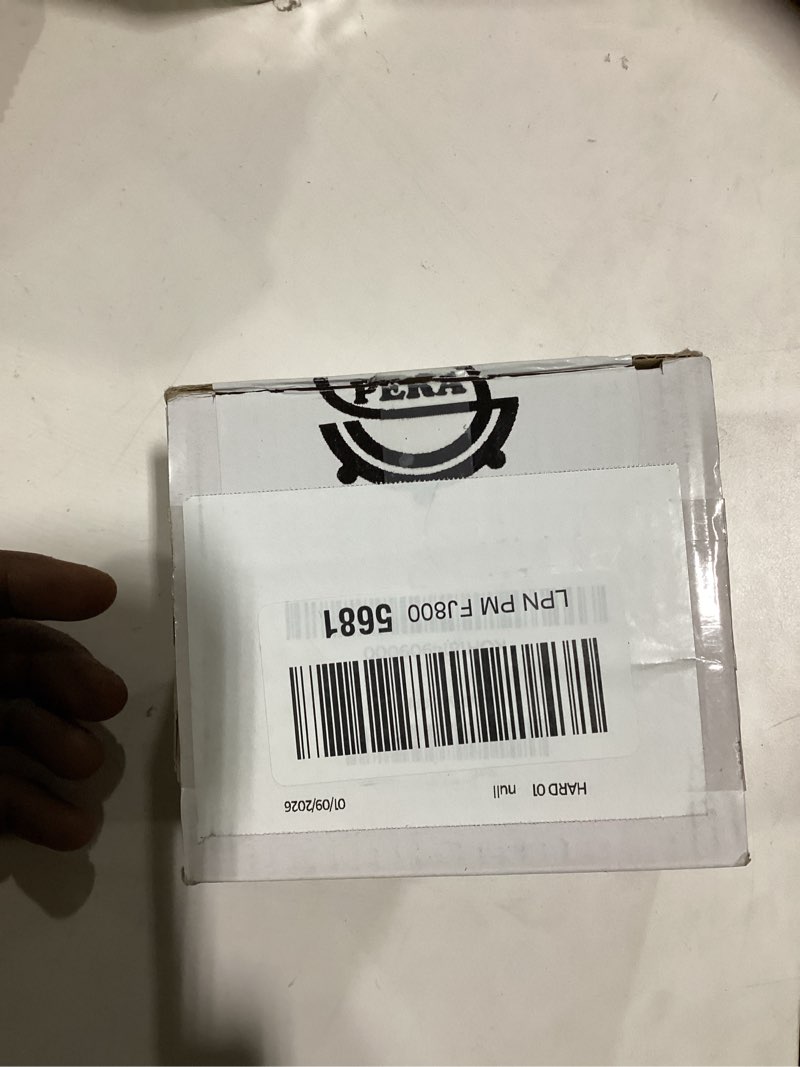 PERA
HARD 01 null 01/09/2026
LPN PM FJ800 5681